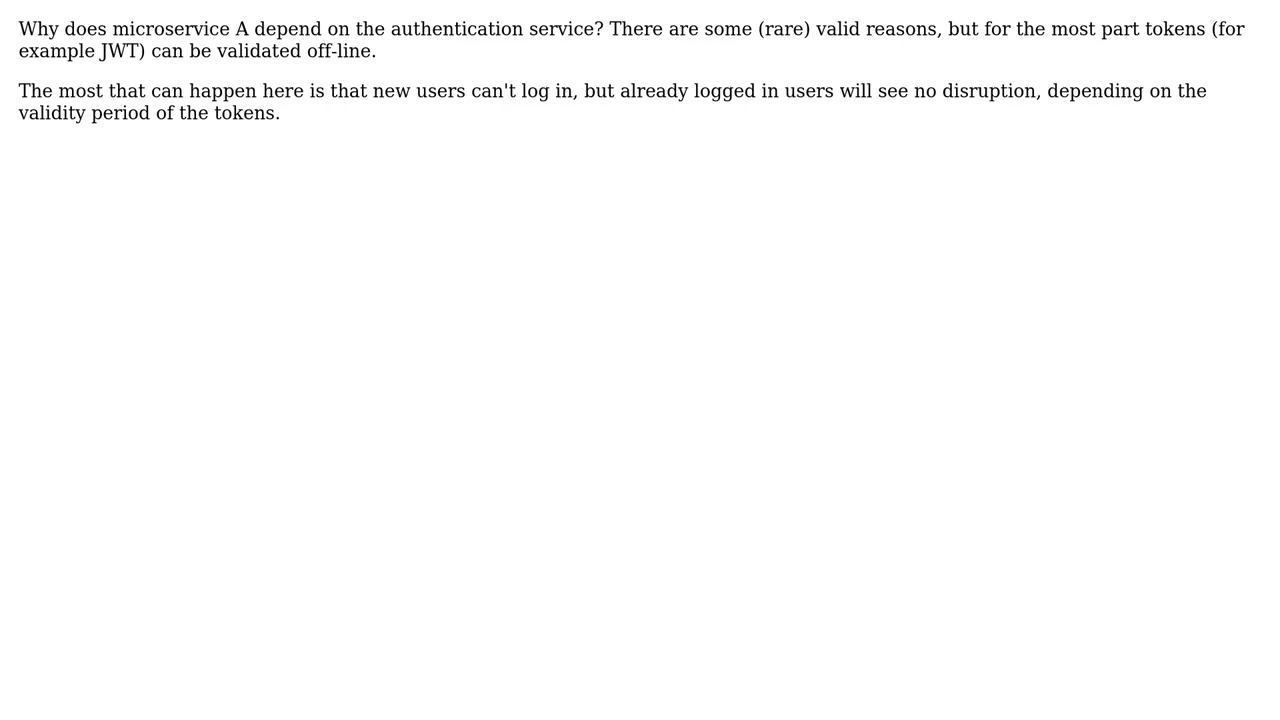 Why does microservice A depend on the authentication service? There are some (rare) valid reasons, but for the most part tokens (for
example JWT) can be validated off-line.
The most that can happen here is that new users can't log in, but already logged in users will see no disruption, depending on the
validity period of the tokens.